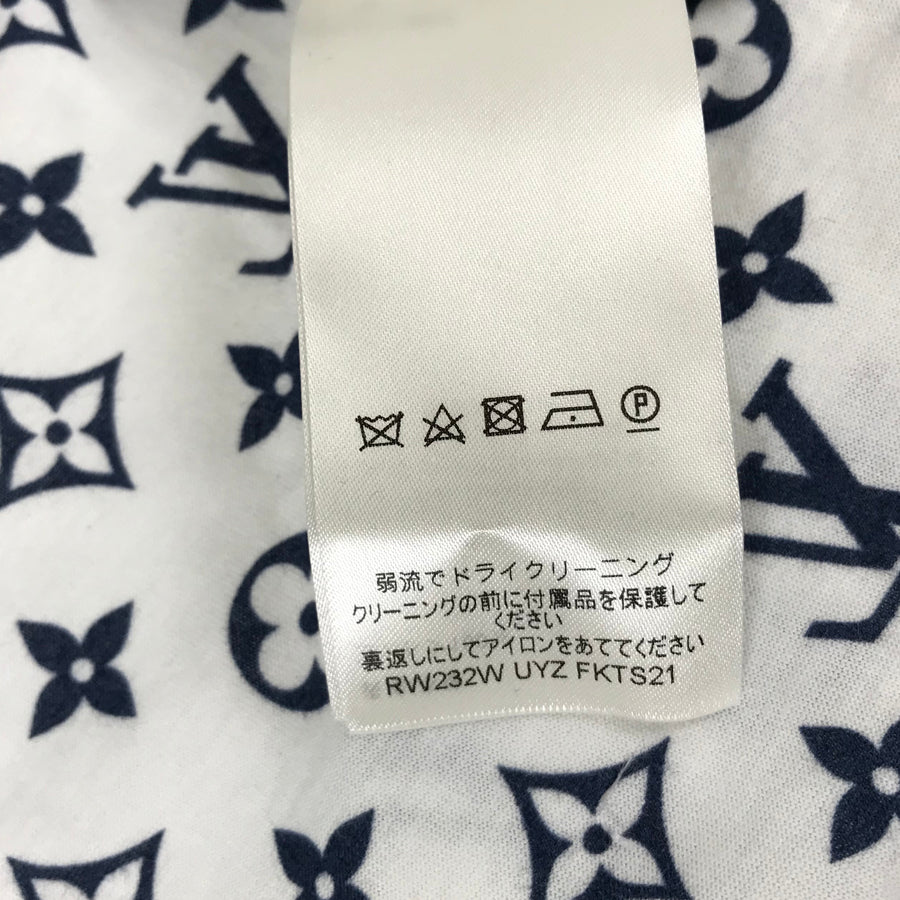 P
弱流でドライクリーニング
クリーニングの前に付属品を保護して
ください
裏返しにしてアイロンをあててください
RW232W UYZ FKTS21